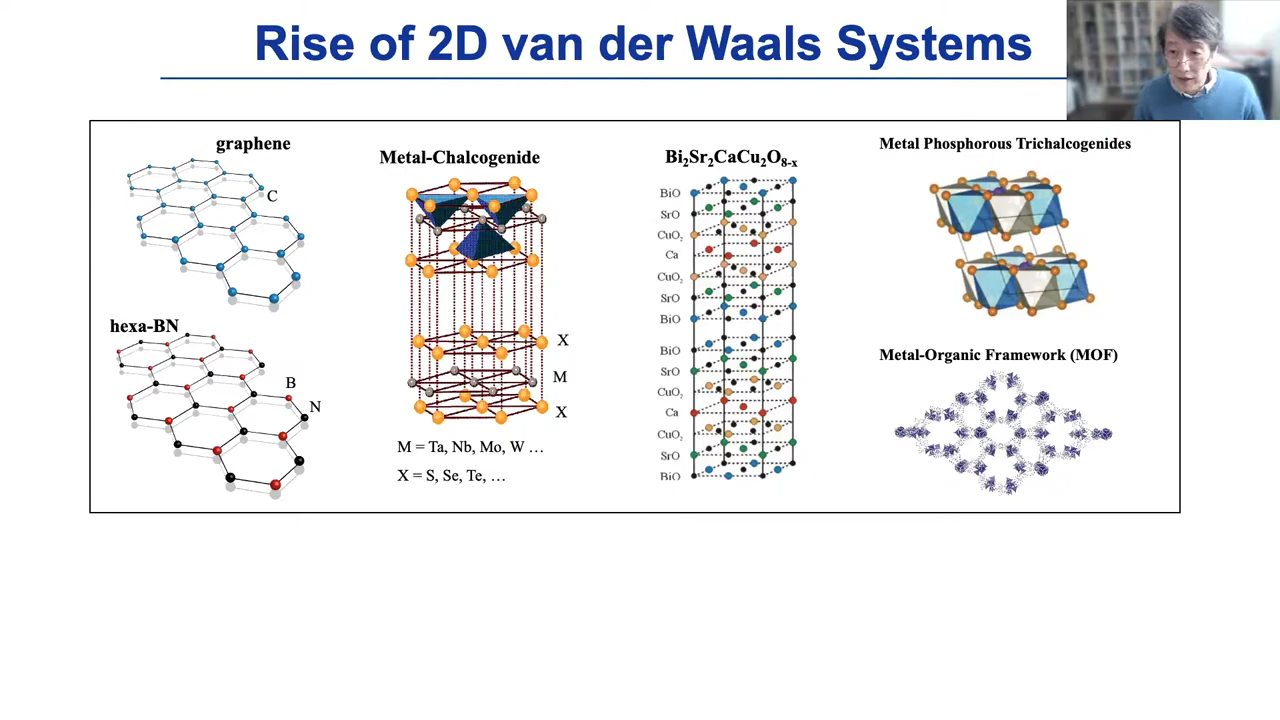 Rise of 2D van der Waals Systems
graphene
C
hexa-BN
B
N
Metal-Chalcogenide
X
M
X
M = Ta, Nb, Mo, W …
X = S, Se, Te, …
Bi₂Sr₂CaCu₂O₈₋ₓ
BiO
SrO
CuO₂
Ca
CuO₂
SrO
BiO
BiO
SrO
CuO₂
Ca
CuO₂
SrO
BiO
Metal Phosphorous Trichalcogenides
Metal-Organic Framework (MOF)